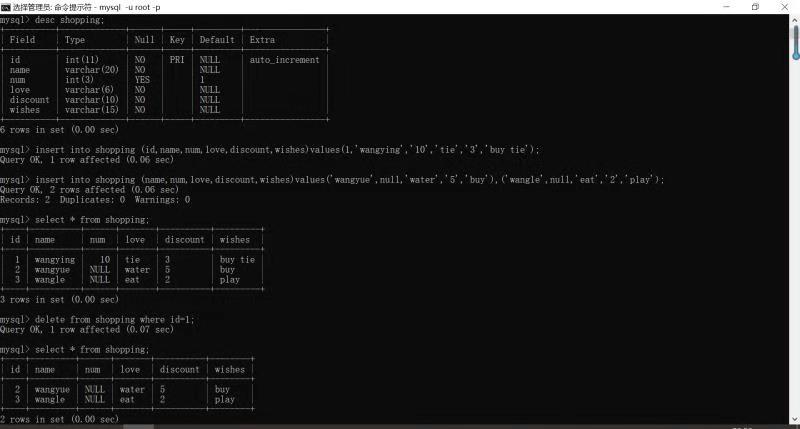 选择管理员: 命令提示符 - mysql -u root -p
mysql> desc shopping;
+----------+-------------+------+-----+---------+----------------+
| Field | Type | Null | Key | Default | Extra |
+----------+-------------+------+-----+---------+----------------+
| id | int(11) | NO | PRI | NULL | auto_increment |
| name | varchar(20) | NO | | NULL | |
| num | int(3) | YES | | 1 | |
| love | varchar(6) | NO | | NULL | |
| discount | varchar(10) | NO | | NULL | |
| wishes | varchar(15) | NO | | NULL | |
+----------+-------------+------+-----+---------+----------------+
6 rows in set (0.00 sec)
mysql> insert into shopping (id,name,num,love,discount,wishes)values(1,'wangying','10','tie','3','buy tie');
Query OK, 1 row affected (0.06 sec)
mysql> insert into shopping (name,num,love,discount,wishes)values('wangyue',null,'water','5','buy'),('wangle',null,'eat','2','play');
Query OK, 2 rows affected (0.06 sec)
Records: 2 Duplicates: 0 Warnings: 0
mysql> select * from shopping;
+----+----------+------+-------+----------+---------+
| id | name | num | love | discount | wishes |
+----+----------+------+-------+----------+---------+
| 1 | wangying | 10 | tie | 3 | buy tie |
| 2 | wangyue | NULL | water | 5 | buy |
| 3 | wangle | NULL | eat | 2 | play |
+----+----------+------+-------+----------+---------+
3 rows in set (0.00 sec)
mysql> delete from shopping where id=1;
Query OK, 1 row affected (0.07 sec)
mysql> select * from shopping;
+----+---------+------+-------+----------+--------+
| id | name | num | love | discount | wishes |
+----+---------+------+-------+----------+--------+
| 2 | wangyue | NULL | water | 5 | buy |
| 3 | wangle | NULL | eat | 2 | play |
+----+---------+------+-------+----------+--------+
2 rows in set (0.00 sec)